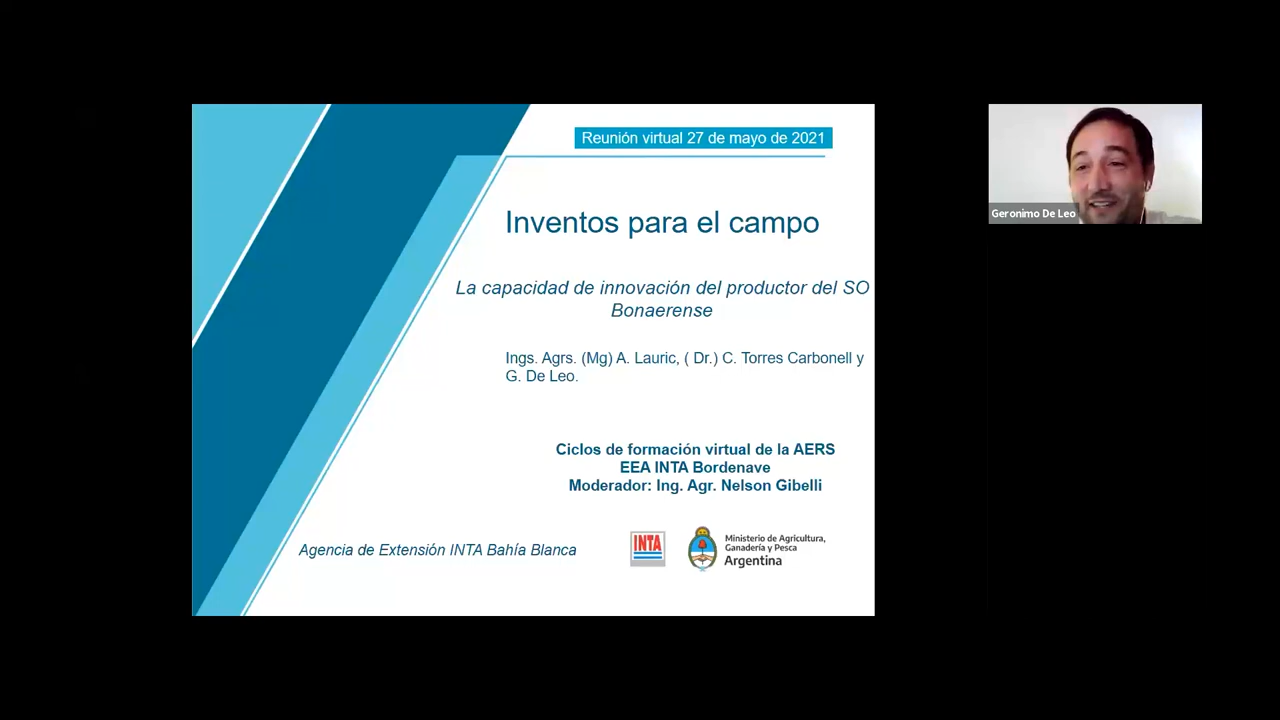 Reunión virtual 27 de mayo de 2021
Inventos para el campo
La capacidad de innovación del productor del SO
Bonaerense
Ings. Agrs. (Mg) A. Lauric, ( Dr.) C. Torres Carbonell y
G. De Leo.
Ciclos de formación virtual de la AERS
EEA INTA Bordenave
Moderador: Ing. Agr. Nelson Gibelli
Agencia de Extensión INTA Bahía Blanca
INTA
Ministerio de Agricultura,
Ganadería y Pesca
Argentina
Geronimo De Leo